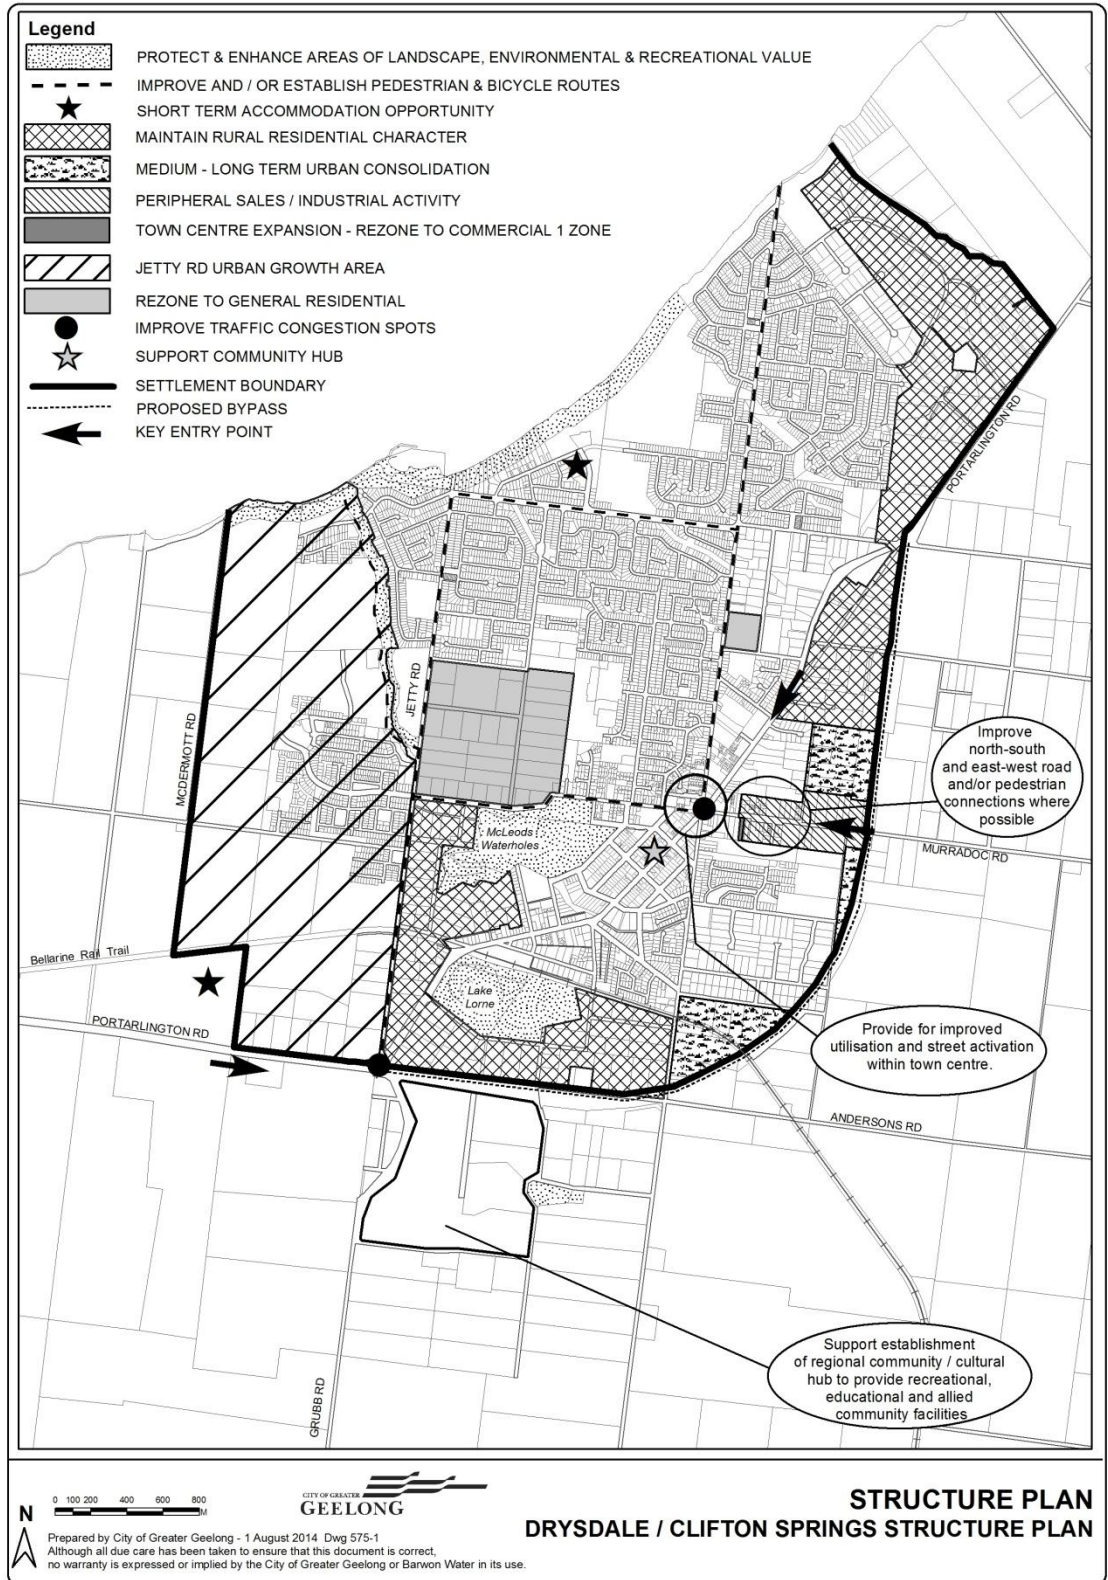 Legend
PROTECT & ENHANCE AREAS OF LANDSCAPE, ENVIRONMENTAL & RECREATIONAL VALUE
IMPROVE AND / OR ESTABLISH PEDESTRIAN & BICYCLE ROUTES
SHORT TERM ACCOMMODATION OPPORTUNITY
MAINTAIN RURAL RESIDENTIAL CHARACTER
MEDIUM - LONG TERM URBAN CONSOLIDATION
PERIPHERAL SALES / INDUSTRIAL ACTIVITY
TOWN CENTRE EXPANSION - REZONE TO COMMERCIAL 1 ZONE
JETTY RD URBAN GROWTH AREA
REZONE TO GENERAL RESIDENTIAL
IMPROVE TRAFFIC CONGESTION SPOTS
SUPPORT COMMUNITY HUB
SETTLEMENT BOUNDARY
PROPOSED BYPASS
KEY ENTRY POINT
PORTARLINGTON RD
JETTY RD
MCDERMOTT RD
Improve
north-south
and east-west road
and/or pedestrian
connections where
possible
McLeods
Waterholes
MURRADOC RD
Bellarine Rail Trail
Lake
Lorne
PORTARLINGTON RD
Provide for improved
utilisation and street activation
within town centre.
ANDERSONS RD
GRUBB RD
Support establishment
of regional community / cultural
hub to provide recreational,
educational and allied
community facilities
N
0 100 200 400 600 800
M
CITY OF GREATER
GEELONG
Prepared by City of Greater Geelong - 1 August 2014 Dwg 575-1
Although all due care has been taken to ensure that this document is correct,
no warranty is expressed or implied by the City of Greater Geelong or Barwon Water in its use.
STRUCTURE PLAN
DRYSDALE / CLIFTON SPRINGS STRUCTURE PLAN